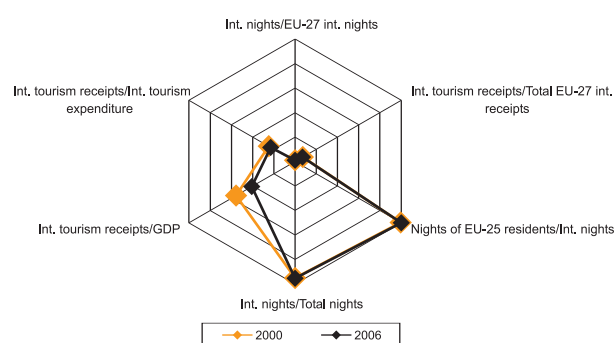 Int. nights/EU-27 int. nights
Int. tourism receipts/Int. tourism
expenditure
Int. tourism receipts/Total EU-27 int.
receipts
Int. tourism receipts/GDP
Nights of EU-25 residents/Int. nights
Int. nights/Total nights
2000
2006